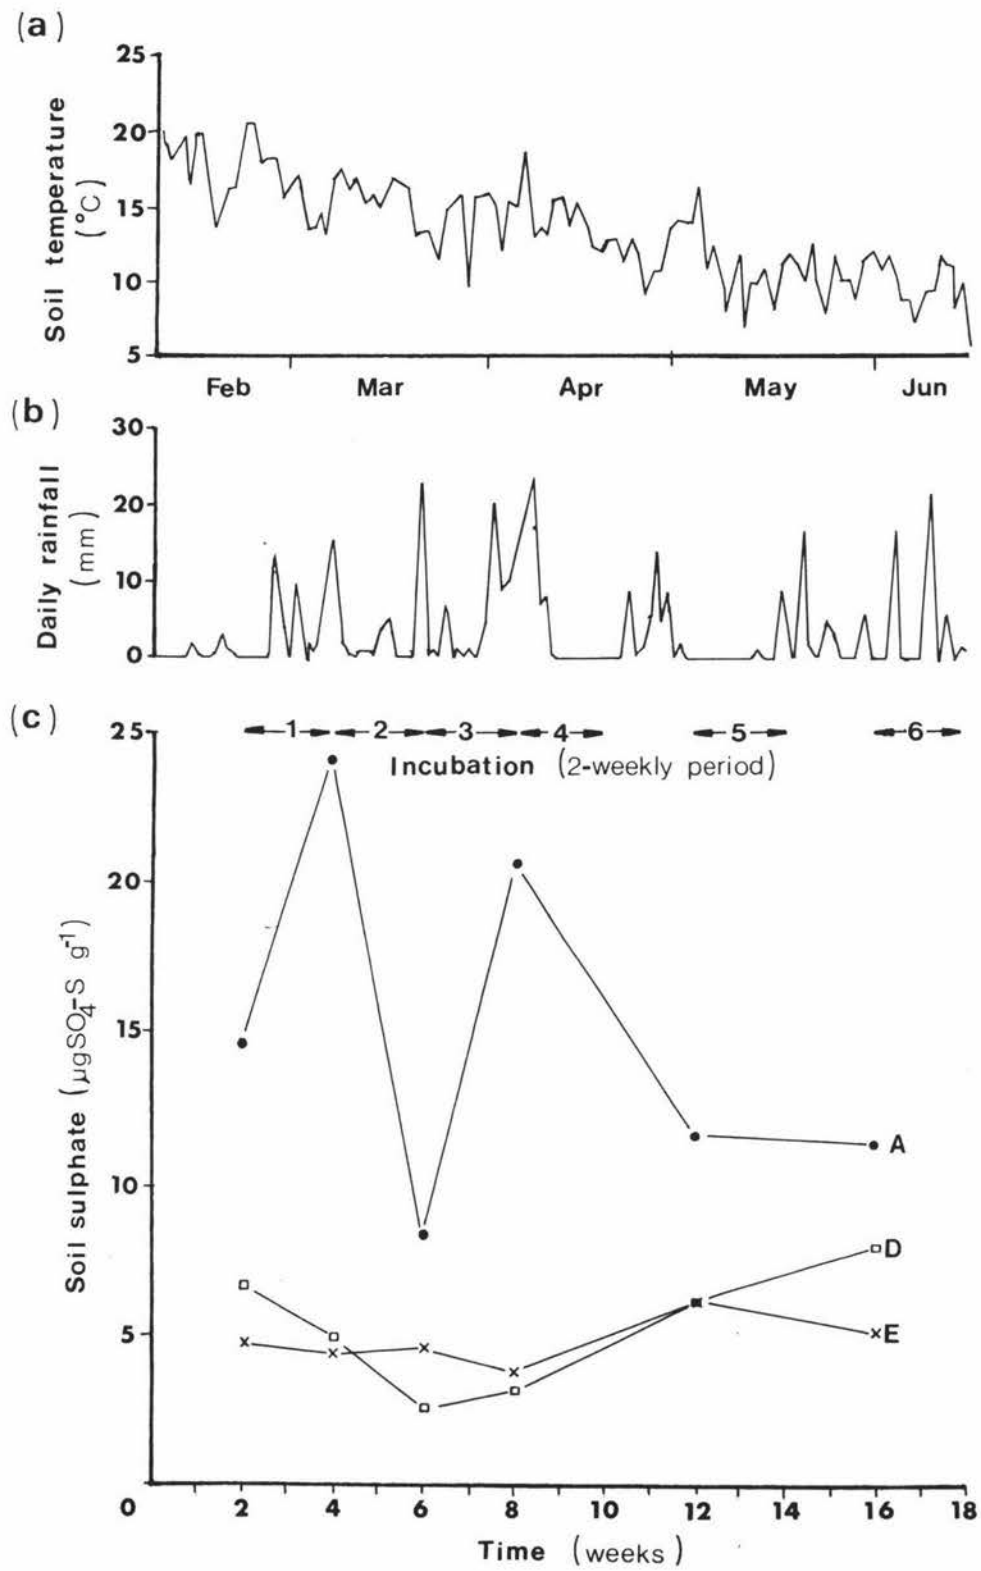 (a)
Soil temperature
(°C)
25
20
15
10
5
Feb Mar Apr May Jun
(b)
Daily rainfall
(mm)
30
20
10
0
(c)
Soil sulphate (µgSO4-S g-1)
25
20
15
10
5
0
1 2 3 4 5 6
Incubation (2-weekly period)
A
D
E
2 4 6 8 10 12 14 16 18
Time (weeks)